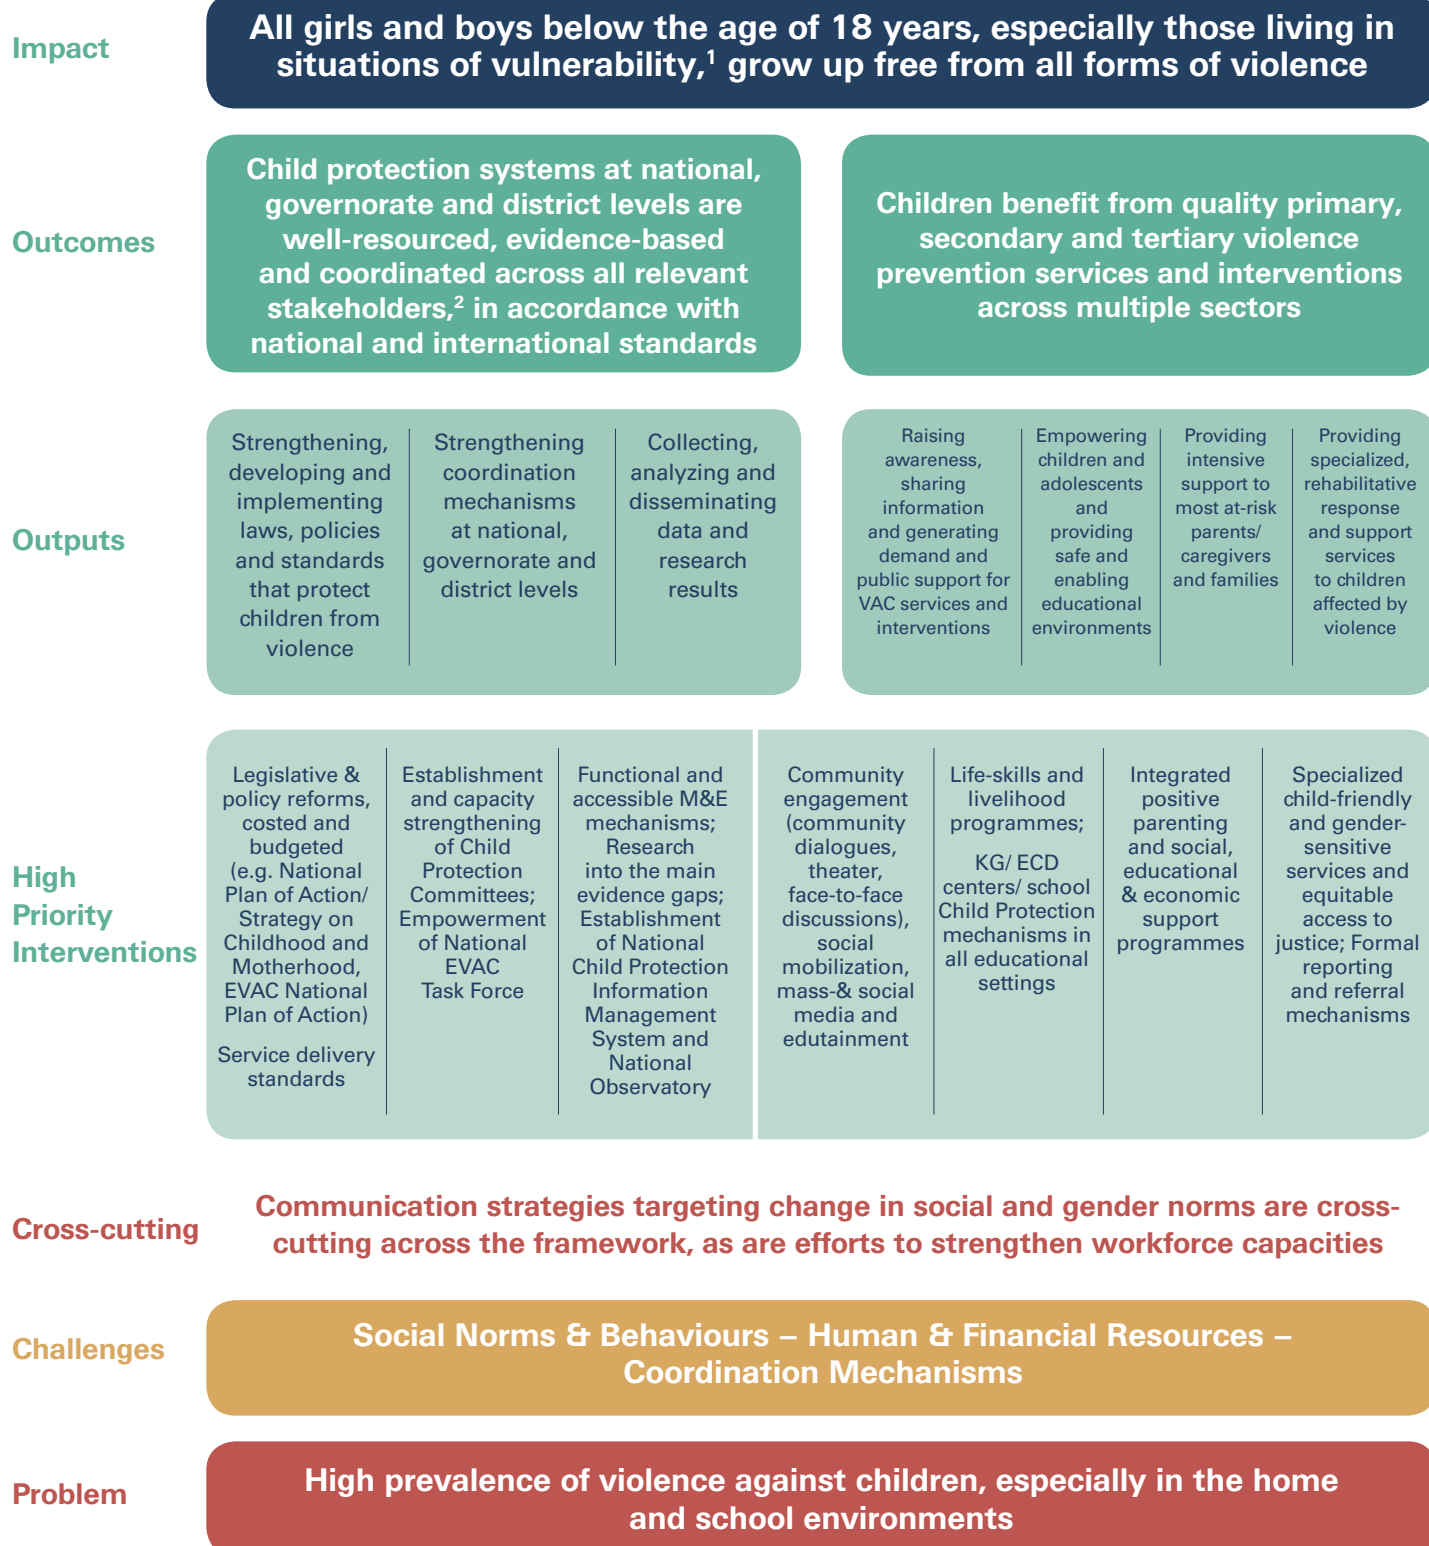 Impact
All girls and boys below the age of 18 years, especially those living in
situations of vulnerability,¹ grow up free from all forms of violence
Outcomes
Child protection systems at national,
governorate and district levels are
well-resourced, evidence-based
and coordinated across all relevant
stakeholders,² in accordance with
national and international standards
Children benefit from quality primary,
secondary and tertiary violence
prevention services and interventions
across multiple sectors
Outputs
Strengthening,
developing and
implementing
laws, policies
and standards
that protect
children from
violence
Strengthening
coordination
mechanisms
at national,
governorate and
district levels
Collecting,
analyzing and
disseminating
data and
research
results
Raising
awareness,
sharing
information
and generating
demand and
public support for
VAC services and
interventions
Empowering
children and
adolescents
and
providing
safe and
enabling
educational
environments
Providing
intensive
support to
most at-risk
parents/
caregivers
and families
Providing
specialized,
rehabilitative
response
and support
services
to children
affected by
violence
High
Priority
Interventions
Legislative &
policy reforms,
costed and
budgeted
(e.g. National
Plan of Action/
Strategy on
Childhood and
Motherhood,
EVAC National
Plan of Action)
Service delivery
standards
Establishment
and capacity
strengthening
of Child
Protection
Committees;
Empowerment
of National
EVAC
Task Force
Functional and
accessible M&E
mechanisms;
Research
into the main
evidence gaps;
Establishment
of National
Child Protection
Information
Management
System and
National
Observatory
Community
engagement
(community
dialogues,
theater,
face-to-face
discussions),
social
mobilization,
mass-& social
media and
edutainment
Life-skills and
livelihood
programmes;
KG/ ECD
centers/ school
Child Protection
mechanisms in
all educational
settings
Integrated
positive
parenting
and social,
educational
& economic
support
programmes
Specialized
child-friendly
and gender-
sensitive
services and
equitable
access to
justice; Formal
reporting
and referral
mechanisms
Cross-cutting
Communication strategies targeting change in social and gender norms are cross-
cutting across the framework, as are efforts to strengthen workforce capacities
Challenges
Social Norms & Behaviours – Human & Financial Resources –
Coordination Mechanisms
Problem
High prevalence of violence against children, especially in the home
and school environments